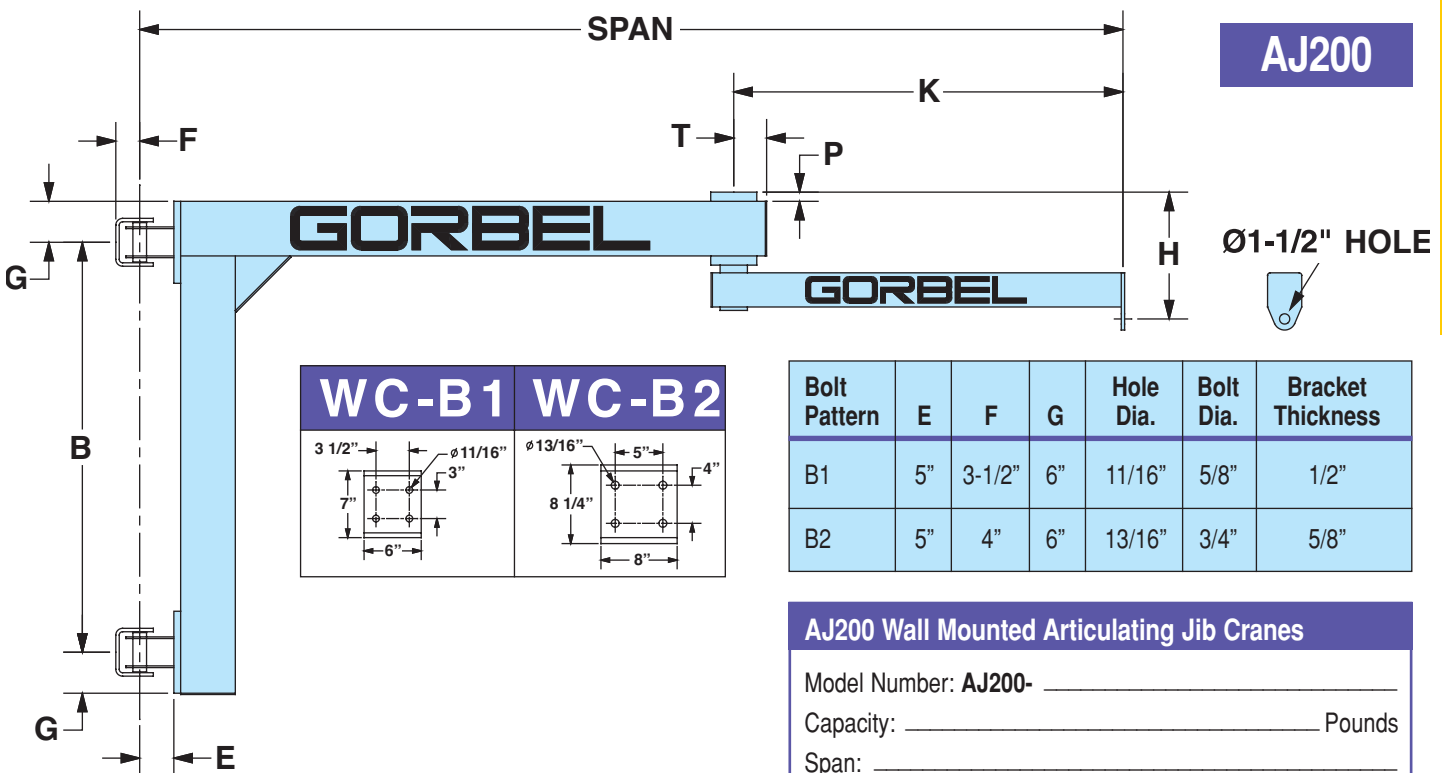 SPAN
AJ200
K
F
T
P
GORBEL
H
Ø1-1/2" HOLE
G
GORBEL
B
WC-B1 WC-B2
3 1/2” ø11/16” 3” 7” 6”
ø13/16” 5” 4” 8 1/4” 8”
Bolt Pattern E F G Hole Dia. Bolt Dia. Bracket Thickness
B1 5” 3-1/2” 6” 11/16” 5/8” 1/2”
B2 5” 4” 6” 13/16” 3/4” 5/8”
G
E
AJ200 Wall Mounted Articulating Jib Cranes
Model Number: AJ200-
Capacity: Pounds
Span: